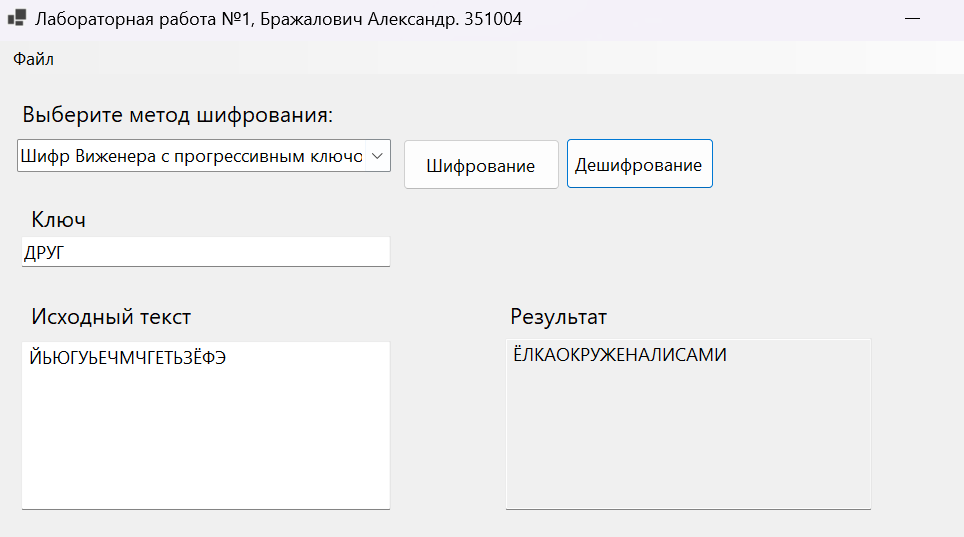 Лабораторная работа №1, Бражалович Александр. 351004
Файл
Выберите метод шифрования:
Шифр Виженера с прогрессивным ключо
Шифрование
Дешифрование
Ключ
ДРУГ
Исходный текст
Результат
ЙЬЮГУЬЕЧМЧГЕТЬЗЁФЭ
ЁЛКАОКРУЖЕНАЛИСАМИ